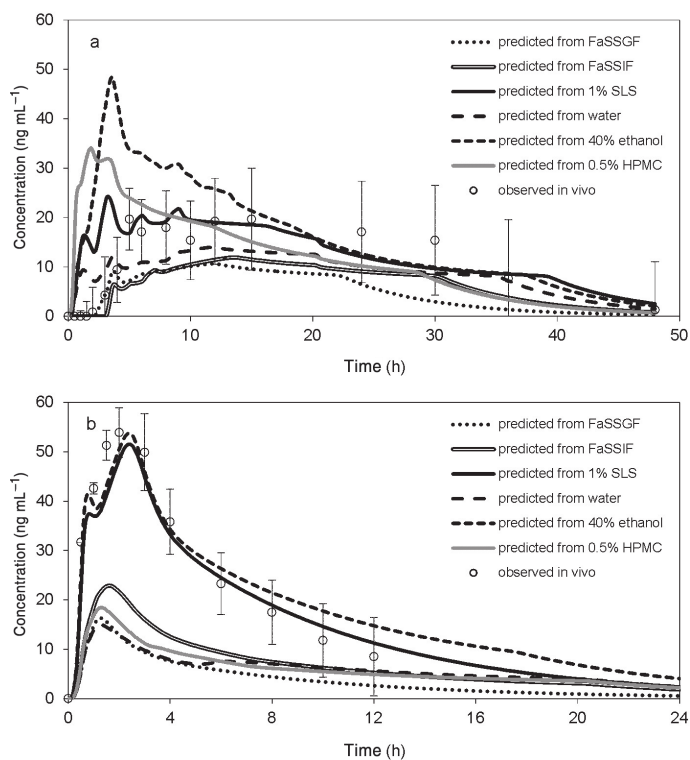 60
a
50
40
30
20
10
0
Concentration (ng mL⁻¹)
predicted from FaSSGF
predicted from FaSSIF
predicted from 1% SLS
predicted from water
predicted from 40% ethanol
predicted from 0.5% HPMC
observed in vivo
0 10 20 30 40 50
Time (h)
60
b
50
40
30
20
10
0
Concentration (ng mL⁻¹)
predicted from FaSSGF
predicted from FaSSIF
predicted from 1% SLS
predicted from water
predicted from 40% ethanol
predicted from 0.5% HPMC
observed in vivo
0 4 8 12 16 20 24
Time (h)